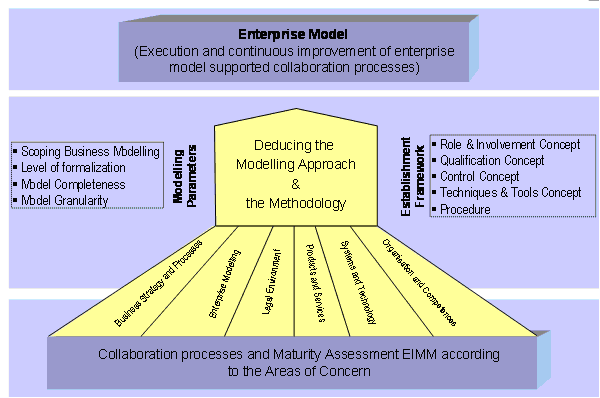 Enterprise Model
(Execution and continuous improvement of enterprise
model supported collaboration processes)
Deducing the
Modelling Approach
&
the Methodology
Modelling
Parameters
▪ Scoping Business Modelling
▪ Level of formalization
▪ Model Completeness
▪ Model Granularity
Establishment
Framework
▪ Role & Involvement Concept
▪ Qualification Concept
▪ Control Concept
▪ Techniques & Tools Concept
▪ Procedure
Business Strategy and Processes
Enterprise Modelling
Legal Environment
Products and Services
Systems and Technology
Organisation and Competences
Collaboration processes and Maturity Assessment EIMM according
to the Areas of Concern